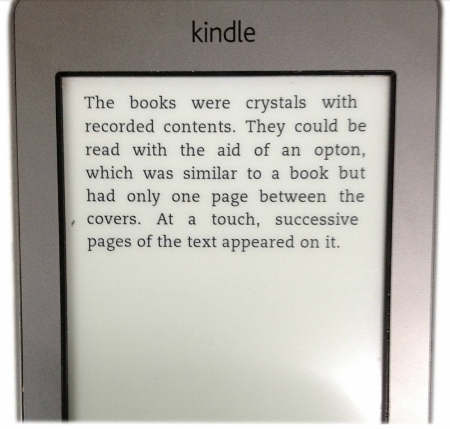 kindle
The books were crystals with
recorded contents. They could be
read with the aid of an opton,
which was similar to a book but
had only one page between the
covers. At a touch, successive
pages of the text appeared on it.